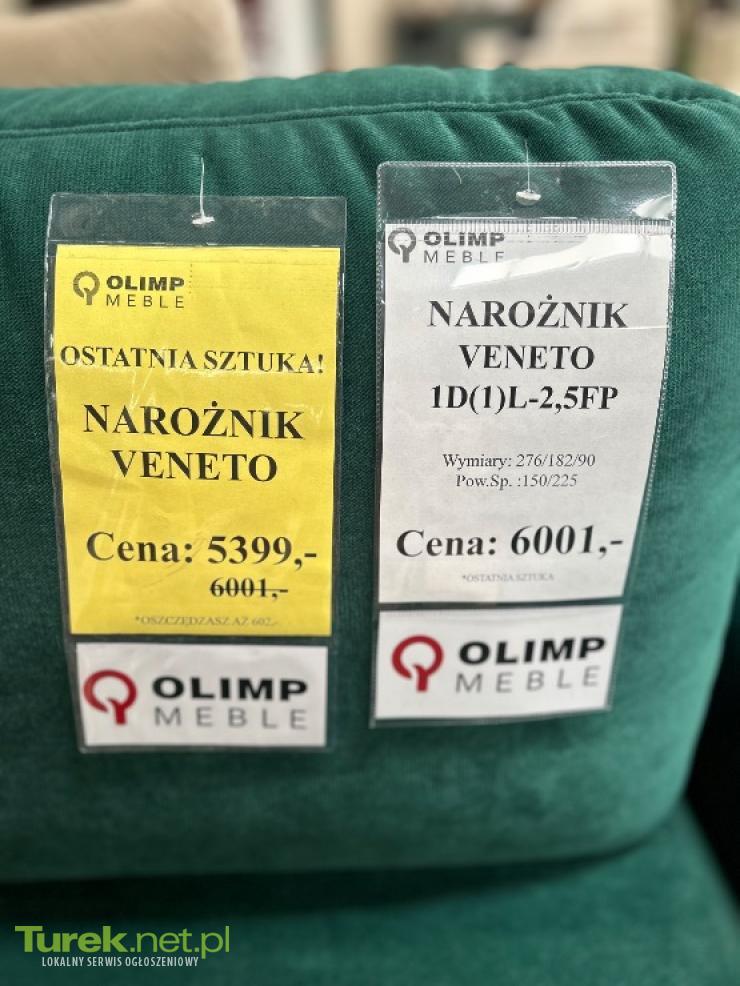 OLIMP
MEBLE
OSTATNIA SZTUKA!
NAROŻNIK
VENETO
Cena: 5399,-
6001,-
*OSZCZĘDZASZ AŻ 602,-
OLIMP
MEBLE
OLIMP
MEBLE
NAROŻNIK
VENETO
1D(1)L-2,5FP
Wymiary: 276/182/90
Pow.Sp. :150/225
Cena: 6001,-
*OSTATNIA SZTUKA
OLIMP
MEBLE
Turek.net.pl
LOKALNY SERWIS OGŁOSZENIOWY